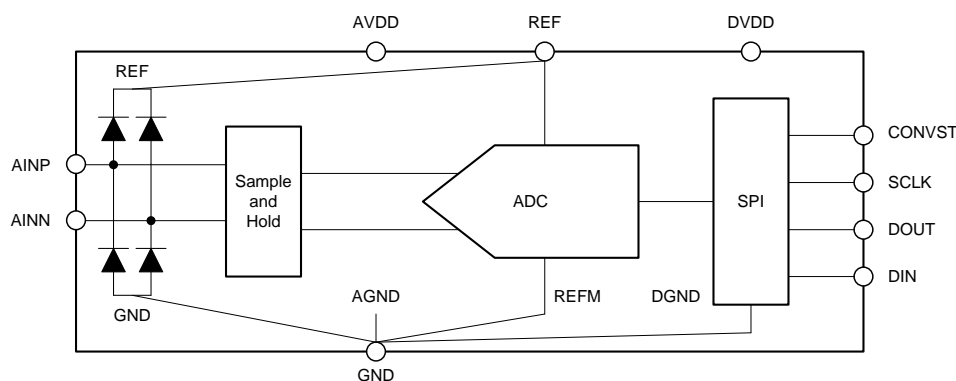 AVDD
REF
DVDD
REF
CONVST
AINP
Sample
and
Hold
ADC
SPI
SCLK
AINN
DOUT
DIN
GND
AGND
REFM
DGND
GND